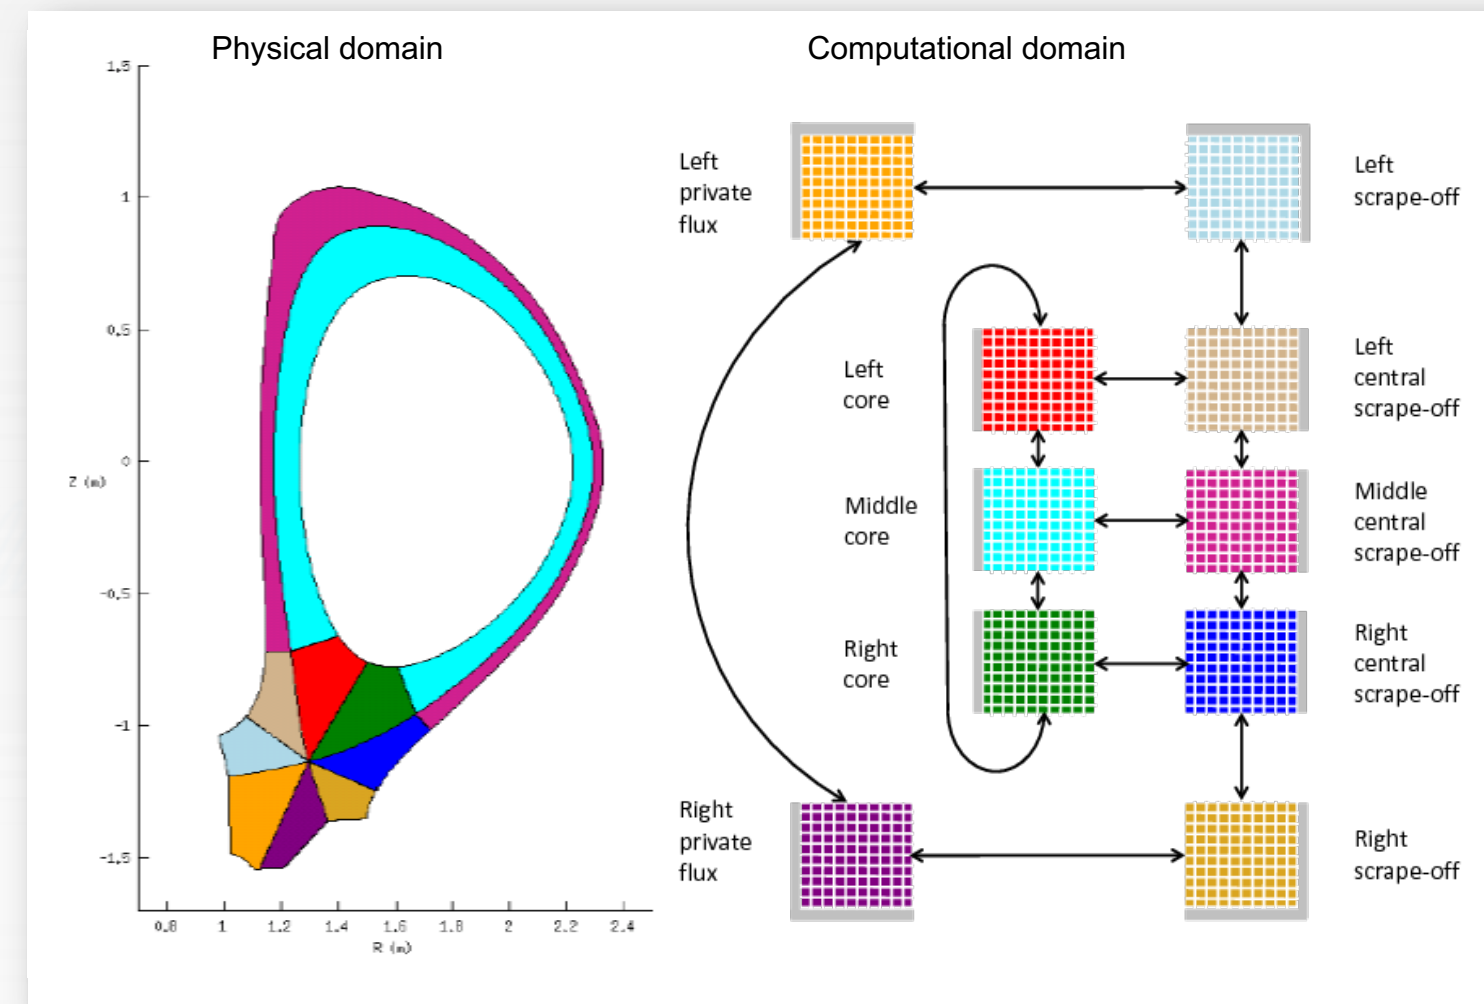 Physical domain
Computational domain
1.5
1
0.5
0
-0.5
-1
-1.5
Z (m)
0.8 1 1.2 1.4 1.6 1.8 2 2.2 2.4
R (m)
Left
private
flux
Left
scrape-off
Left
core
Left
central
scrape-off
Middle
core
Middle
central
scrape-off
Right
core
Right
central
scrape-off
Right
private
flux
Right
scrape-off